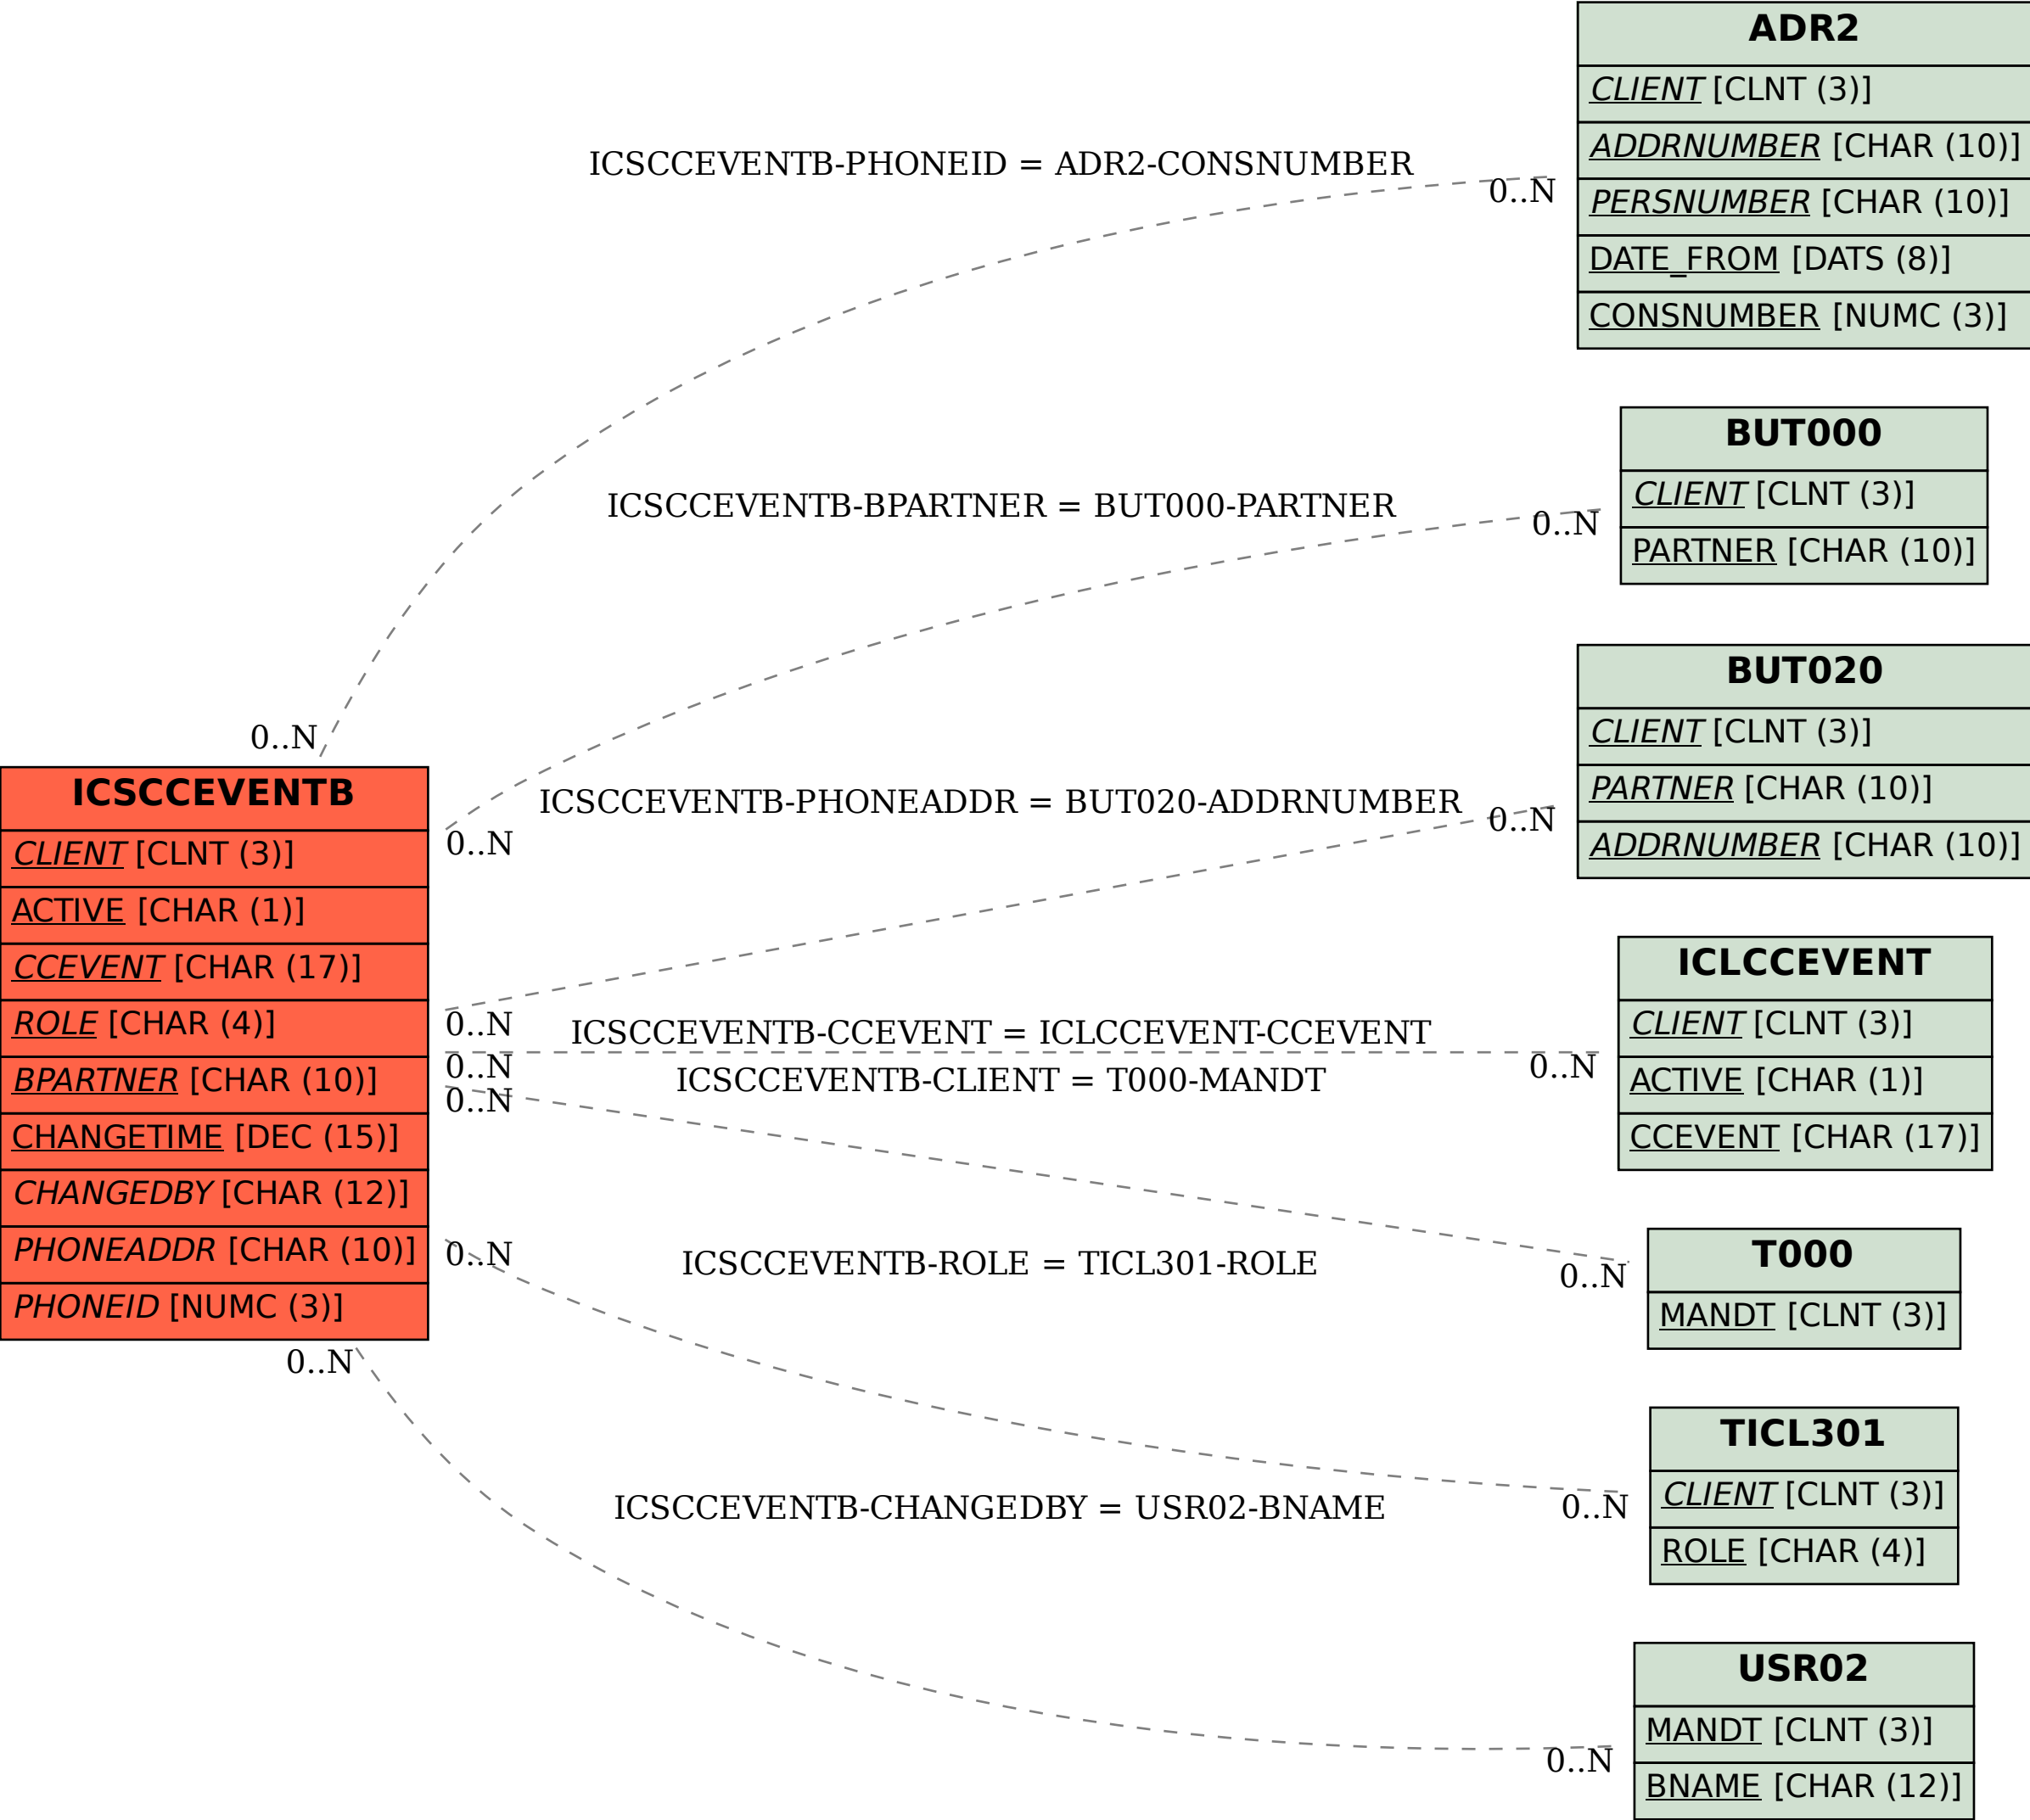 ADR2
CLIENT [CLNT (3)]
ADDRNUMBER [CHAR (10)]
PERSNUMBER [CHAR (10)]
DATE_FROM [DATS (8)]
CONSNUMBER [NUMC (3)]
ICSCCEVENTB-PHONEID = ADR2-CONSNUMBER
0..N
0..N
BUT000
CLIENT [CLNT (3)]
PARTNER [CHAR (10)]
ICSCCEVENTB-BPARTNER = BUT000-PARTNER
0..N
0..N
BUT020
CLIENT [CLNT (3)]
PARTNER [CHAR (10)]
ADDRNUMBER [CHAR (10)]
ICSCCEVENTB-PHONEADDR = BUT020-ADDRNUMBER
0..N
0..N
ICSCCEVENTB
CLIENT [CLNT (3)]
ACTIVE [CHAR (1)]
CCEVENT [CHAR (17)]
ROLE [CHAR (4)]
BPARTNER [CHAR (10)]
CHANGETIME [DEC (15)]
CHANGEDBY [CHAR (12)]
PHONEADDR [CHAR (10)]
PHONEID [NUMC (3)]
ICSCCEVENTB-CCEVENT = ICLCCEVENT-CCEVENT
0..N
0..N
ICLCCEVENT
CLIENT [CLNT (3)]
ACTIVE [CHAR (1)]
CCEVENT [CHAR (17)]
ICSCCEVENTB-CLIENT = T000-MANDT
0..N
0..N
T000
MANDT [CLNT (3)]
ICSCCEVENTB-ROLE = TICL301-ROLE
0..N
0..N
TICL301
CLIENT [CLNT (3)]
ROLE [CHAR (4)]
ICSCCEVENTB-CHANGEDBY = USR02-BNAME
0..N
0..N
USR02
MANDT [CLNT (3)]
BNAME [CHAR (12)]